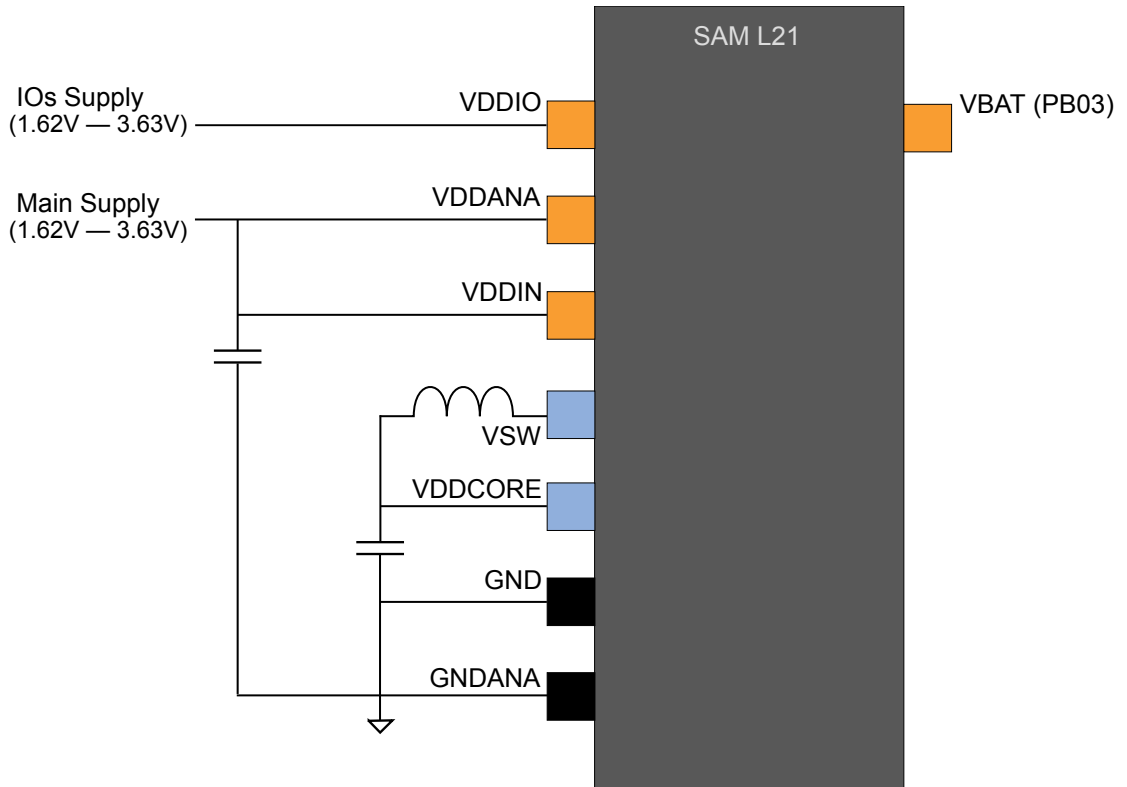 SAM L21
IOs Supply
(1.62V — 3.63V)
VDDIO
VBAT (PB03)
Main Supply
(1.62V — 3.63V)
VDDANA
VDDIN
VSW
VDDCORE
GND
GNDANA